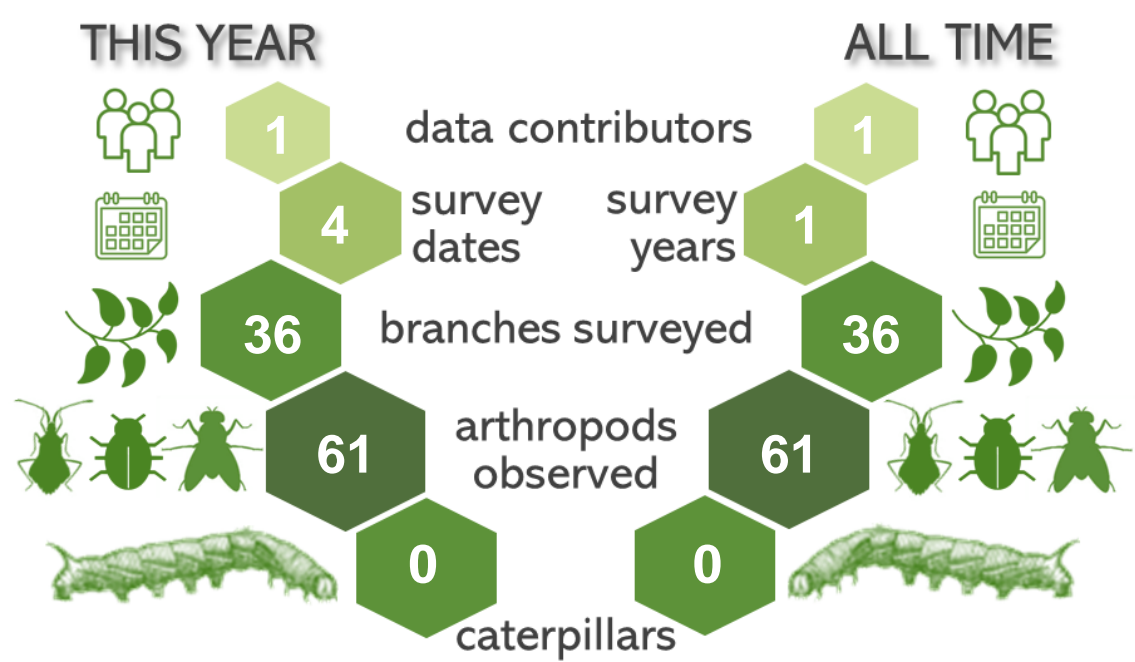 THIS YEAR ALL TIME
1 data contributors 1
4 survey dates survey years 1
36 branches surveyed 36
61 arthropods observed 61
0 caterpillars 0